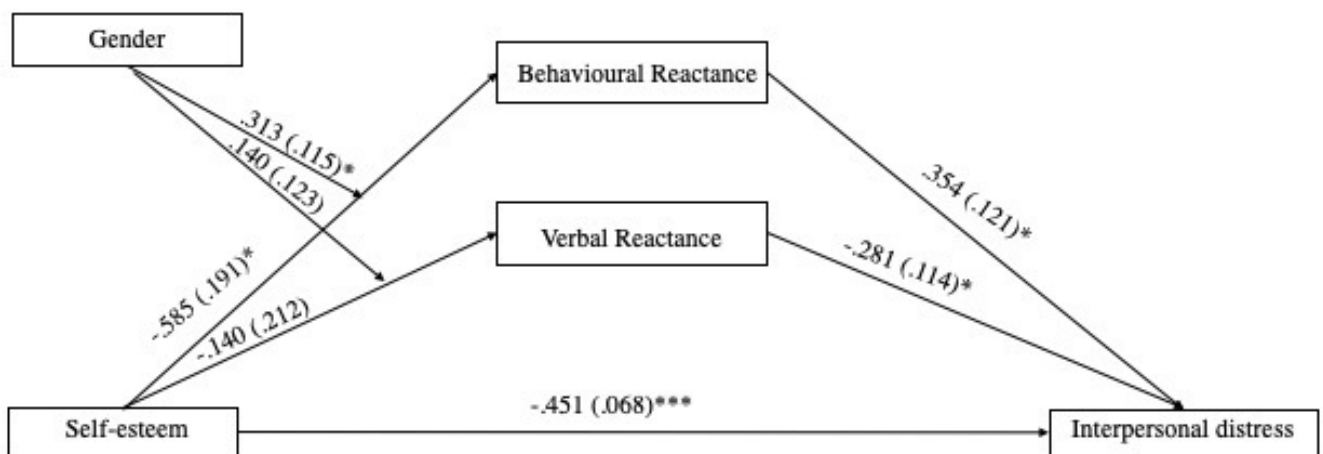 Gender
Behavioural Reactance
.313 (.115)*
.140 (.123)
.354 (.121)*
Verbal Reactance
-.281 (.114)*
-.585 (.191)*
-.140 (.212)
-.451 (.068)***
Self-esteem
Interpersonal distress